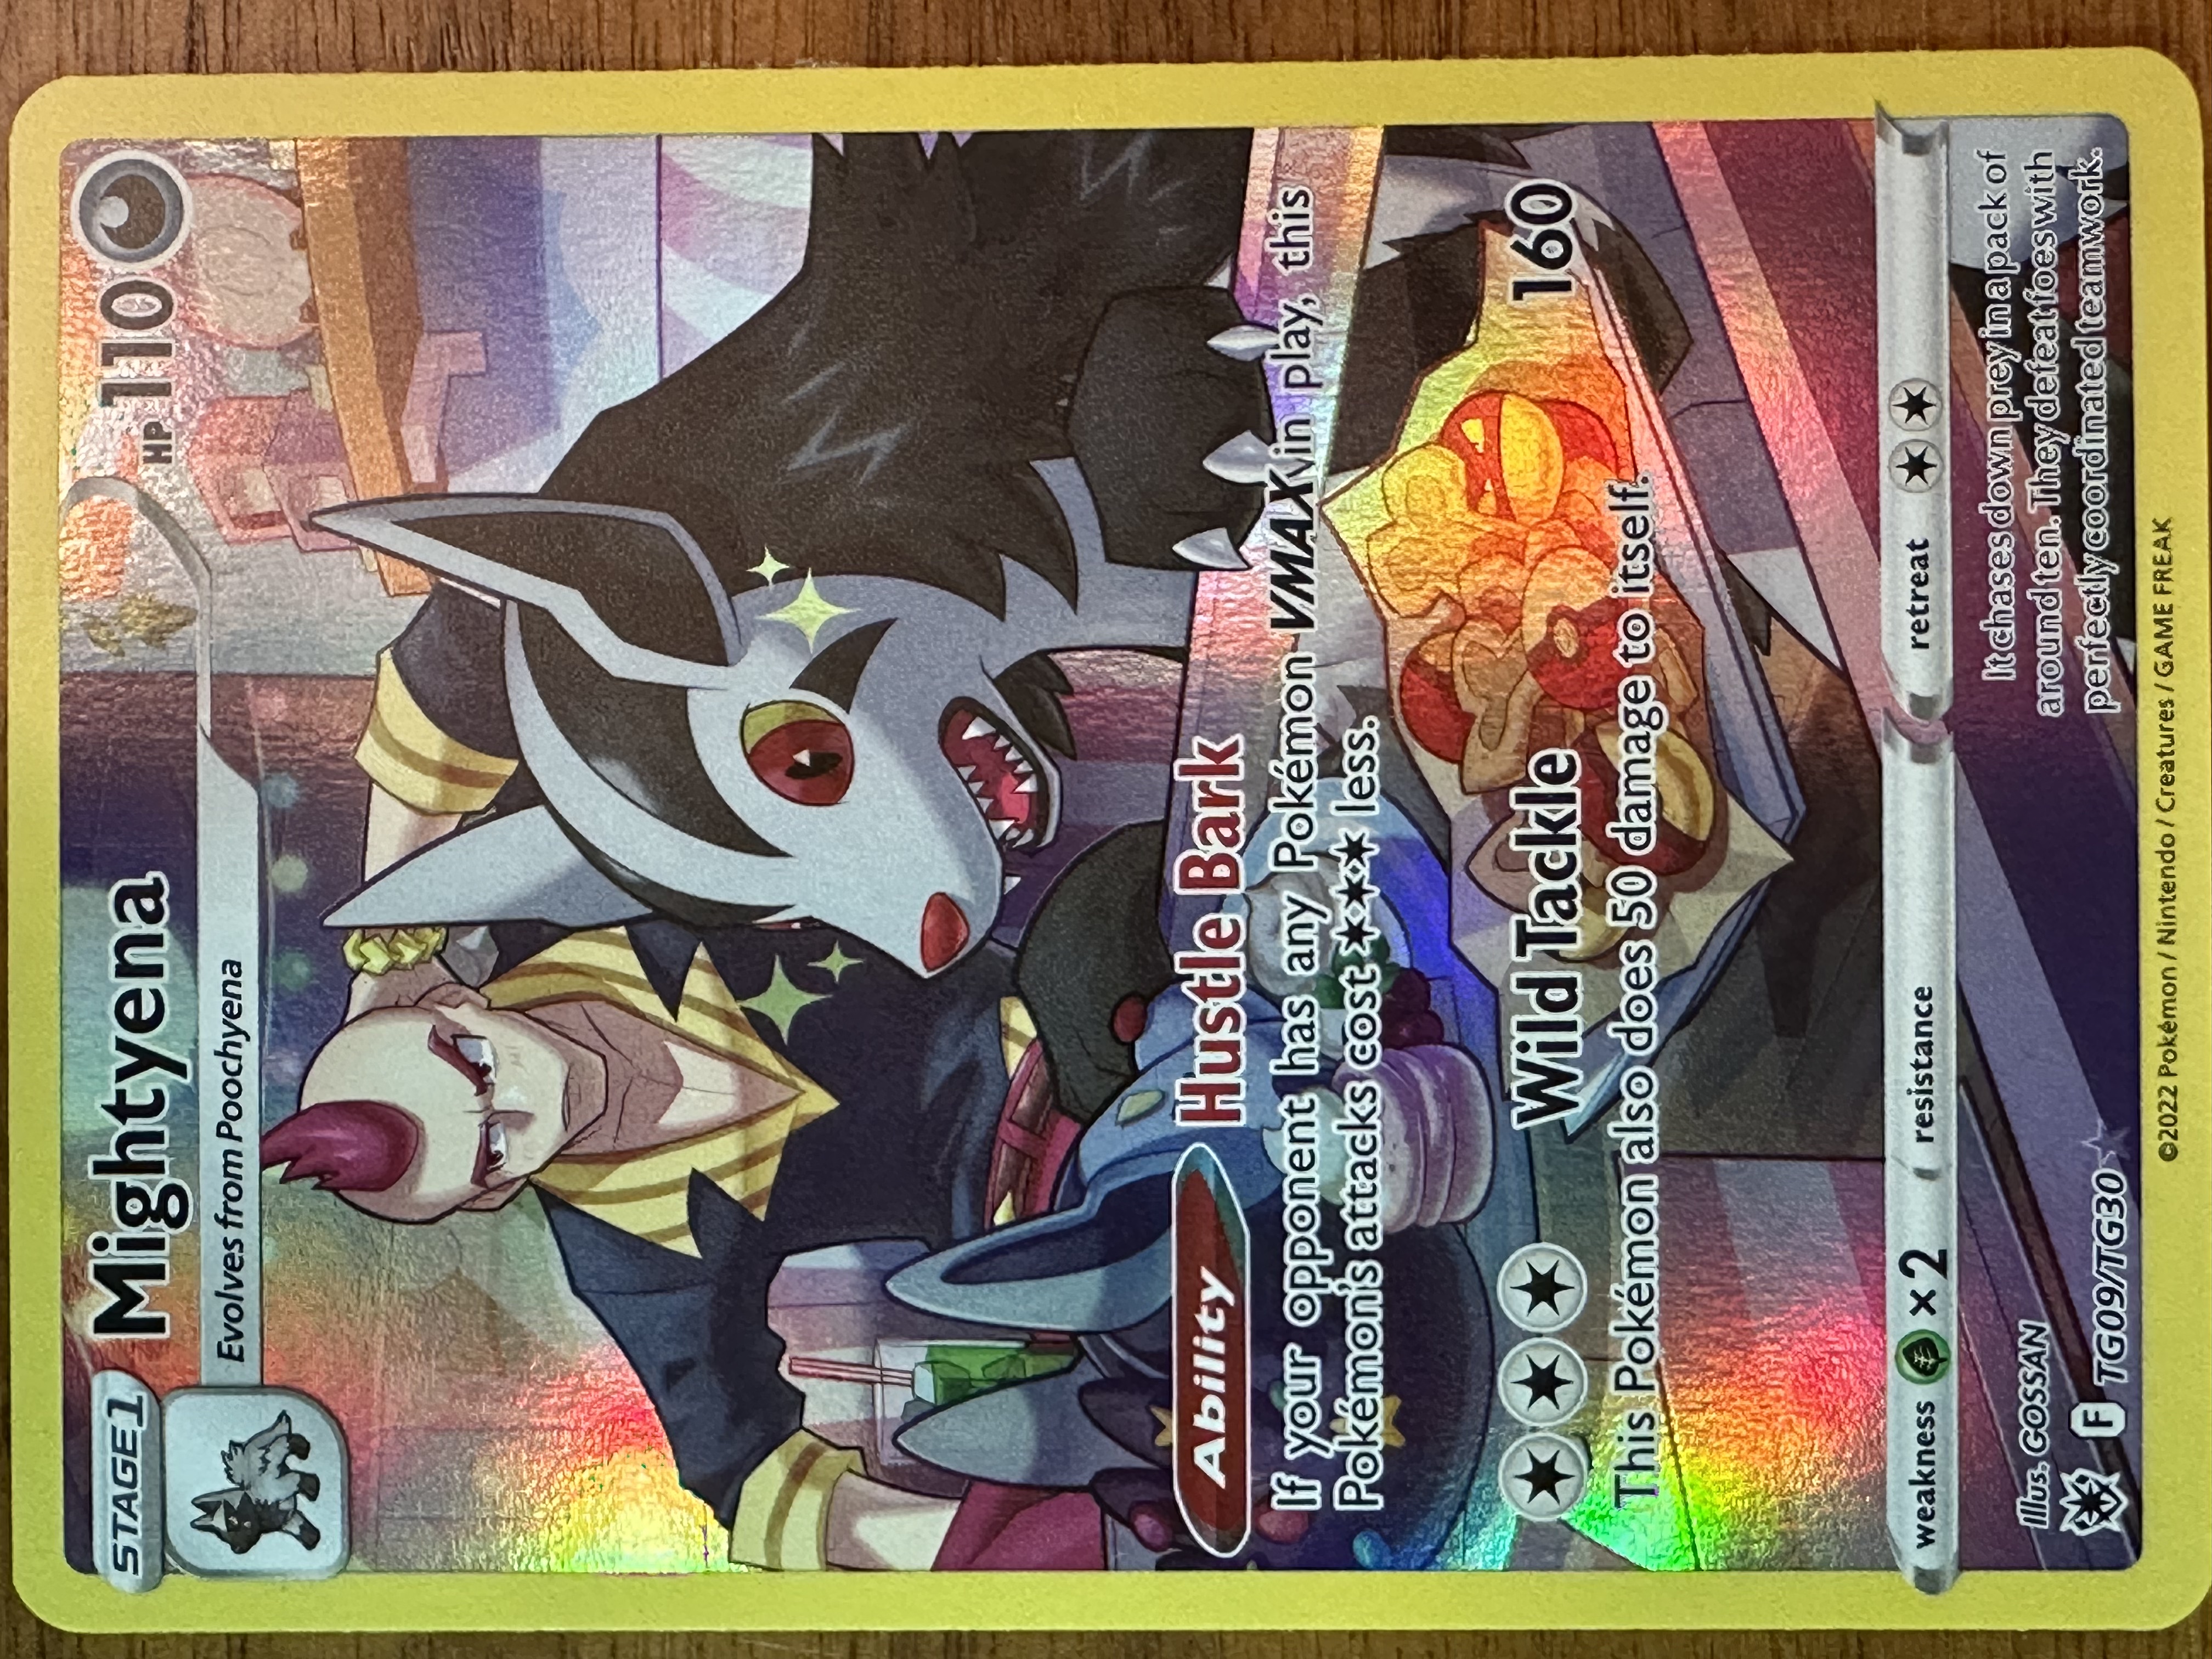 STAGE1
Mightyena
HP 110
Evolves from Poochyena
Ability Hustle Bark
If your opponent has any Pokémon VMAX in play, this
Pokémon's attacks cost ✶✶✶ less.
Wild Tackle 160
This Pokémon also does 50 damage to itself.
weakness ×2 resistance retreat
It chases down prey in a pack of
around ten. They defeat foes with
perfectly coordinated teamwork.
Illus. GOSSAN
F TG09/TG30
©2022 Pokémon / Nintendo / Creatures / GAME FREAK